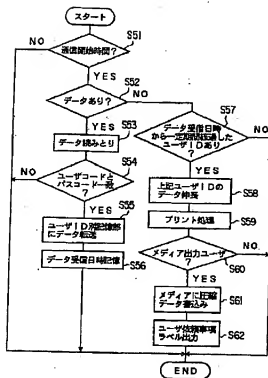 スタート
S51
送信開始時間?
NO
YES
S52
データあり?
NO
YES
S53
データ読みとり
S54
ユーザコードと
パスコード一致
?
NO
YES
S55
ユーザID別記憶部
にデータ転送
データ受信日時記憶
S56
S57
データ受信日時
から一定期間経過した
ユーザIDあり
?
NO
YES
上記ユーザIDの
データ伸長
S58
プリント処理
S59
メディア出力ユーザ
?
S60
NO
YES
メディアに圧縮
データ書込み
S61
ユーザ依頼事項
ラベル出力
S62
END